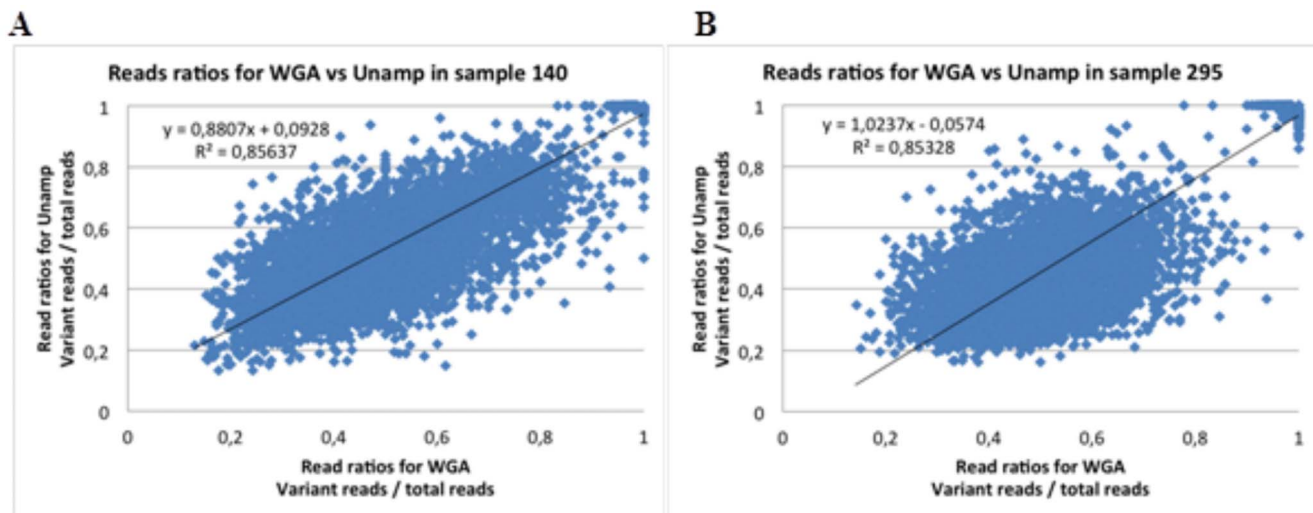 A
Reads ratios for WGA vs Unamp in sample 140
y = 0,8807x + 0,0928
R² = 0,85637
Read ratios for Unamp
Variant reads / total reads
1
0,8
0,6
0,4
0,2
0
0
0,2
0,4
0,6
0,8
1
Read ratios for WGA
Variant reads / total reads
B
Reads ratios for WGA vs Unamp in sample 295
y = 1,0237x - 0,0574
R² = 0,85328
Read ratios for Unamp
Variant reads / total reads
1
0,8
0,6
0,4
0,2
0
0
0,2
0,4
0,6
0,8
1
Read ratios for WGA
Variant reads / total reads